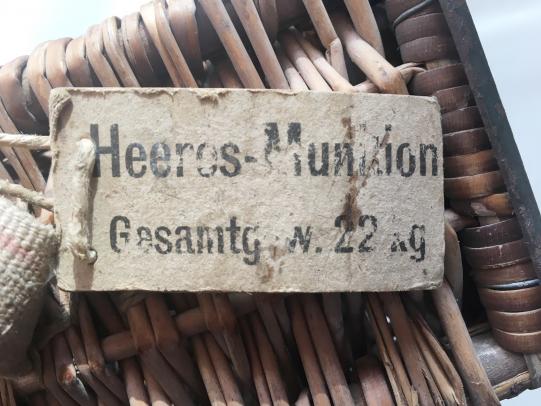 Heeres-Munition
Gesamtgew. 22 kg